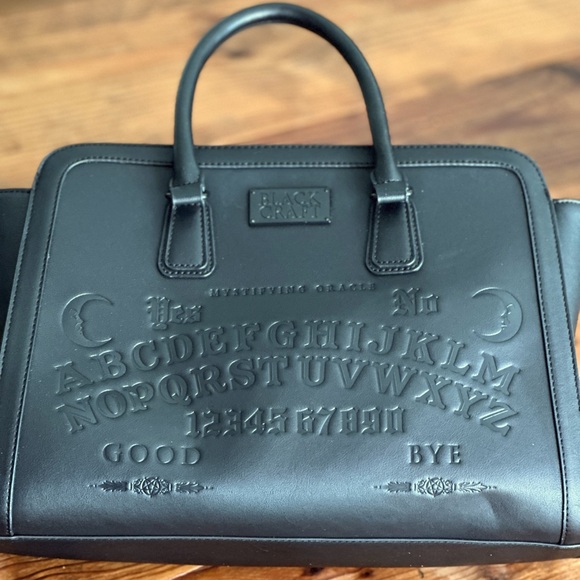 BLACK
CRAFT
MYSTIFYING ORACLE
Yes No
ABCDEFGHIJKLM
NOPQRSTUVWXYZ
1234567890
GOOD BYE